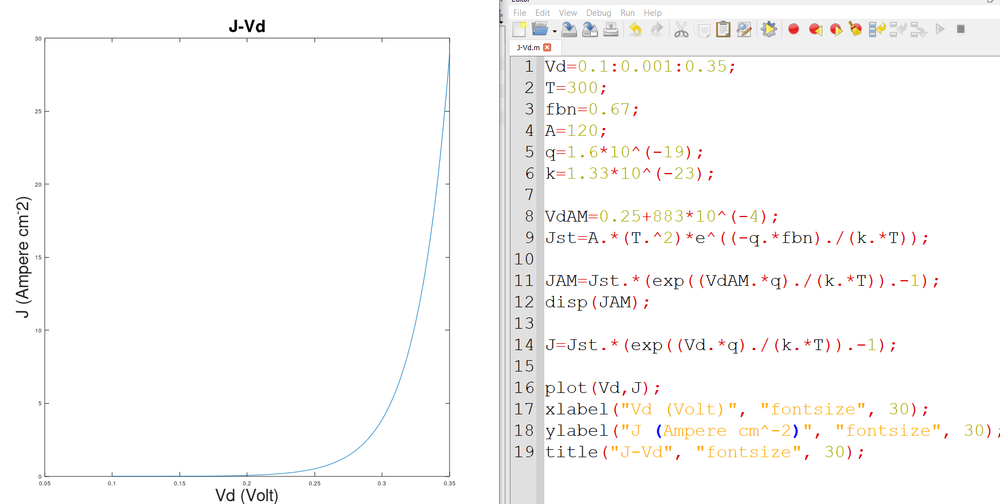 J-Vd
30
25
20
15
10
5
0
0.05 0.1 0.15 0.2 0.25 0.3 0.35
J (Ampere cm-2)
Vd (Volt)
File Edit View Debug Run Help
J-Vd.m
1 Vd=0.1:0.001:0.35;
2 T=300;
3 fbn=0.67;
4 A=120;
5 q=1.6*10^(-19);
6 k=1.33*10^(-23);
7
8 VdAM=0.25+883*10^(-4);
9 Jst=A.*(T.^2)*e^((-q.*fbn)./(k.*T));
10
11 JAM=Jst.*(exp((VdAM.*q)./(k.*T)).-1);
12 disp(JAM);
13
14 J=Jst.*(exp((Vd.*q)./(k.*T)).-1);
15
16 plot(Vd,J);
17 xlabel("Vd (Volt)", "fontsize", 30);
18 ylabel("J (Ampere cm^-2)", "fontsize", 30);
19 title("J-Vd", "fontsize", 30);